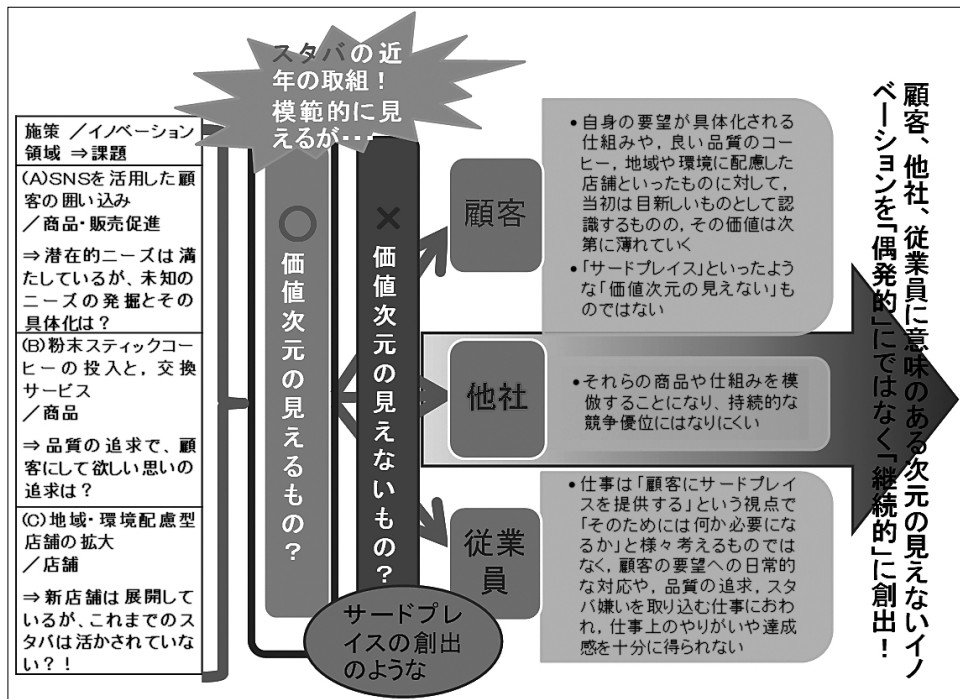 スタバの近
年の取組！
模範的に見
えるが・・・
施策 ／イノベーション
領域 ⇒課題
(A)SNSを活用した顧
客の囲い込み
／商品・販売促進
⇒ 潜在的ニーズは満
たしているが、未知の
ニーズの発掘とその
具体化は？
(B)粉末スティックコー
ヒーの投入と，交換
サービス
／商品
⇒ 品質の追求で、顧
客にして欲しい思いの
追求は？
(C)地域・環境配慮型
店舗の拡大
／店舗
⇒ 新店舗は展開して
いるが、これまでのス
タバは活かされていな
い？！
○価値次元の見えるもの？
×価値次元の見えないもの？
サードプレ
イスの創出
のような
顧客
• 自身の要望が具体化される
仕組みや，良い品質のコー
ヒー，地域や環境に配慮した
店舗といったものに対して，
当初は目新しいものとして認
識するものの，その価値は次
第に薄れていく
• 「サードプレイス」といったよう
な「価値次元の見えない」も
のではない
他社
• それらの商品や仕組みを模
倣することになり、持続的な
競争優位にはなりにくい
従業
員
• 仕事は「顧客にサードプレイ
スを提供する」という視点で
「そのためには何か必要にな
るか」と様々考えるものでは
なく，顧客の要望への日常的
な対応や，品質の追求，スタ
バ嫌いを取り込む仕事におわ
れ，仕事上のやりがいや達成
感を十分に得られない
顧客、他社、従業員に意味のある次元の見えないイノ
ベーションを「偶発的」にではなく「継続的」に創出！